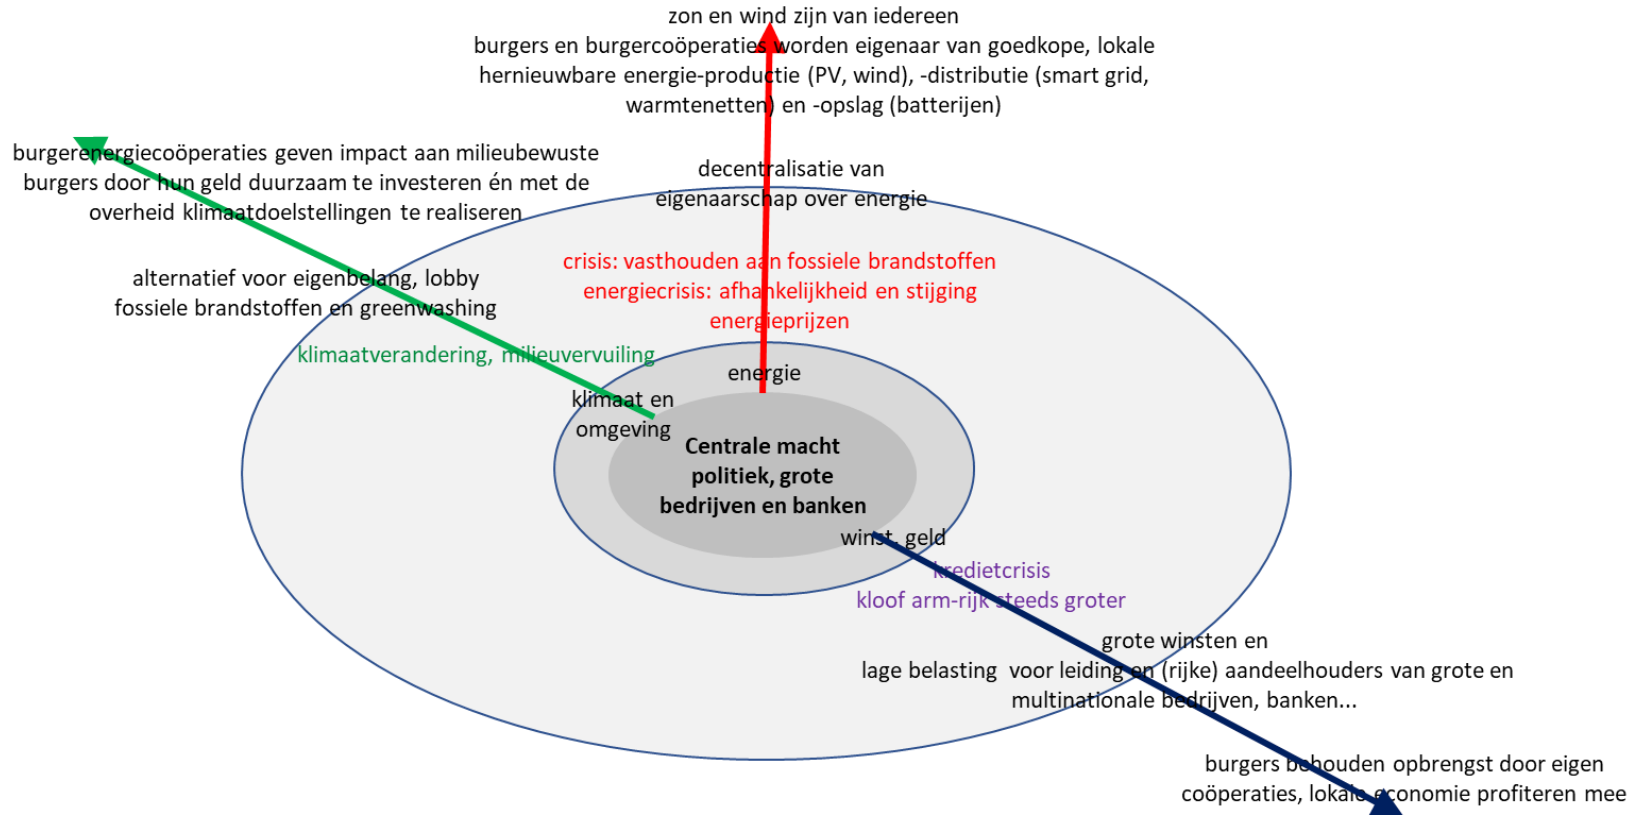 zon en wind zijn van iedereen
burgers en burgercoöperaties worden eigenaar van goedkope, lokale
hernieuwbare energie-productie (PV, wind), -distributie (smart grid,
warmtenetten) en -opslag (batterijen)
burgerenergiecoöperaties geven impact aan milieubewuste
burgers door hun geld duurzaam te investeren én met de
overheid klimaatdoelstellingen te realiseren
decentralisatie van
eigenaarschap over energie
alternatief voor eigenbelang, lobby
fossiele brandstoffen en greenwashing
crisis: vasthouden aan fossiele brandstoffen
energiecrisis: afhankelijkheid en stijging
energieprijzen
klimaatverandering, milieuvervuiling
energie
klimaat en
omgeving
Centrale macht
politiek, grote
bedrijven en banken
winst, geld
kredietcrisis
kloof arm-rijk steeds groter
grote winsten en
lage belasting voor leiding en (rijke) aandeelhouders van grote en
multinationale bedrijven, banken...
burgers behouden opbrengst door eigen
coöperaties, lokale economie profiteren mee